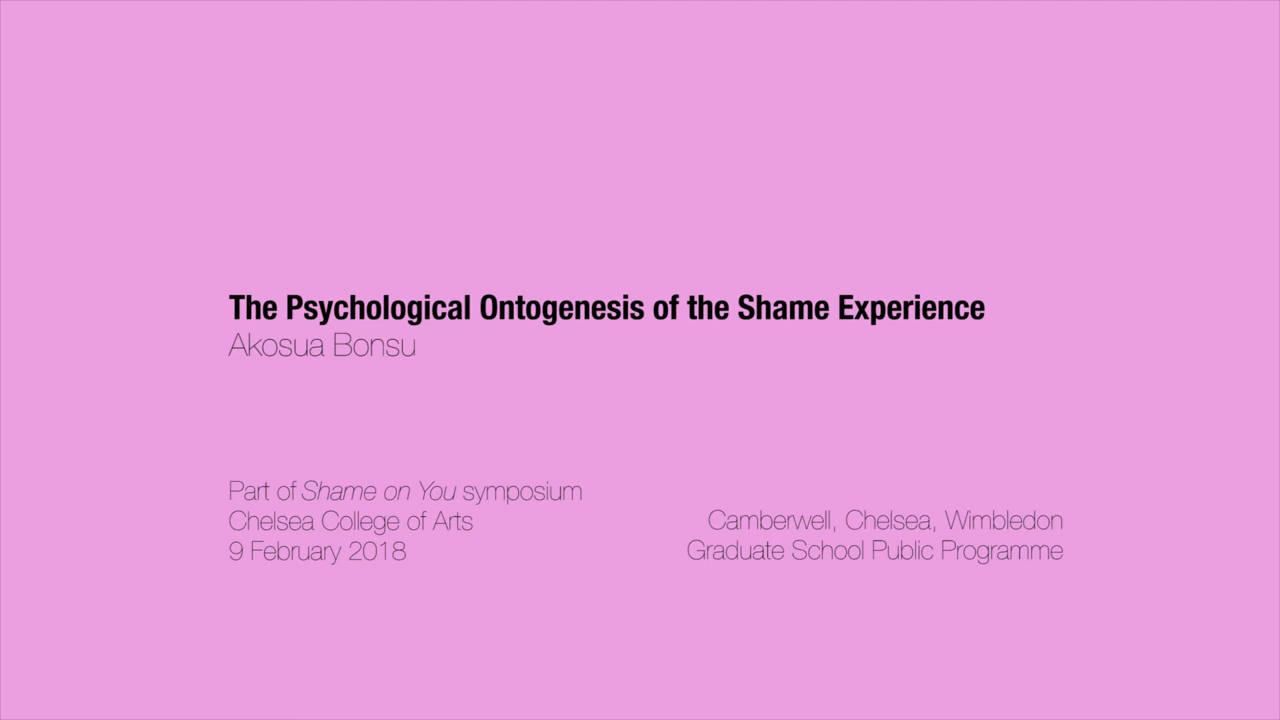 The Psychological Ontogenesis of the Shame Experience
Akosua Bonsu
Part of Shame on You symposium
Chelsea College of Arts
9 February 2018
Camberwell, Chelsea, Wimbledon
Graduate School Public Programme